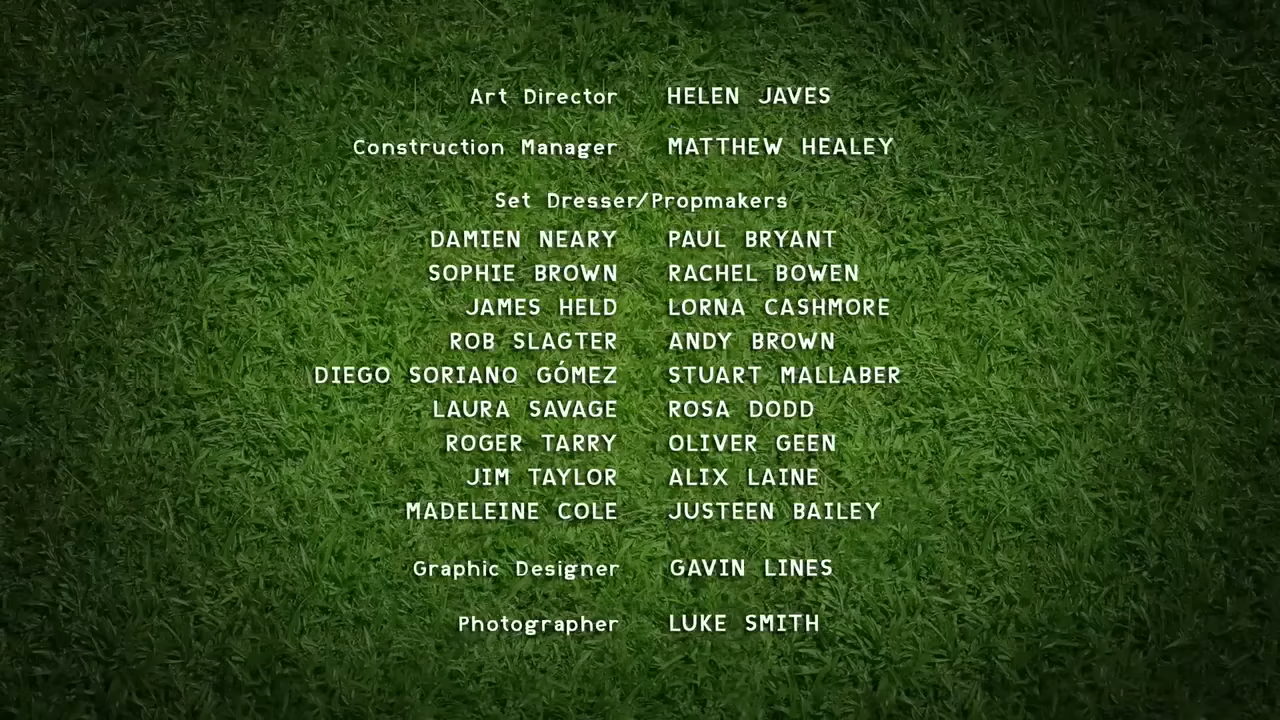 Art Director HELEN JAVES
Construction Manager MATTHEW HEALEY
Set Dresser/Propmakers
DAMIEN NEARY PAUL BRYANT
SOPHIE BROWN RACHEL BOWEN
JAMES HELD LORNA CASHMORE
ROB SLAGTER ANDY BROWN
DIEGO SORIANO GÓMEZ STUART MALLABER
LAURA SAVAGE ROSA DODD
ROGER TARRY OLIVER GEEN
JIM TAYLOR ALIX LAINE
MADELEINE COLE JUSTEEN BAILEY
Graphic Designer GAVIN LINES
Photographer LUKE SMITH